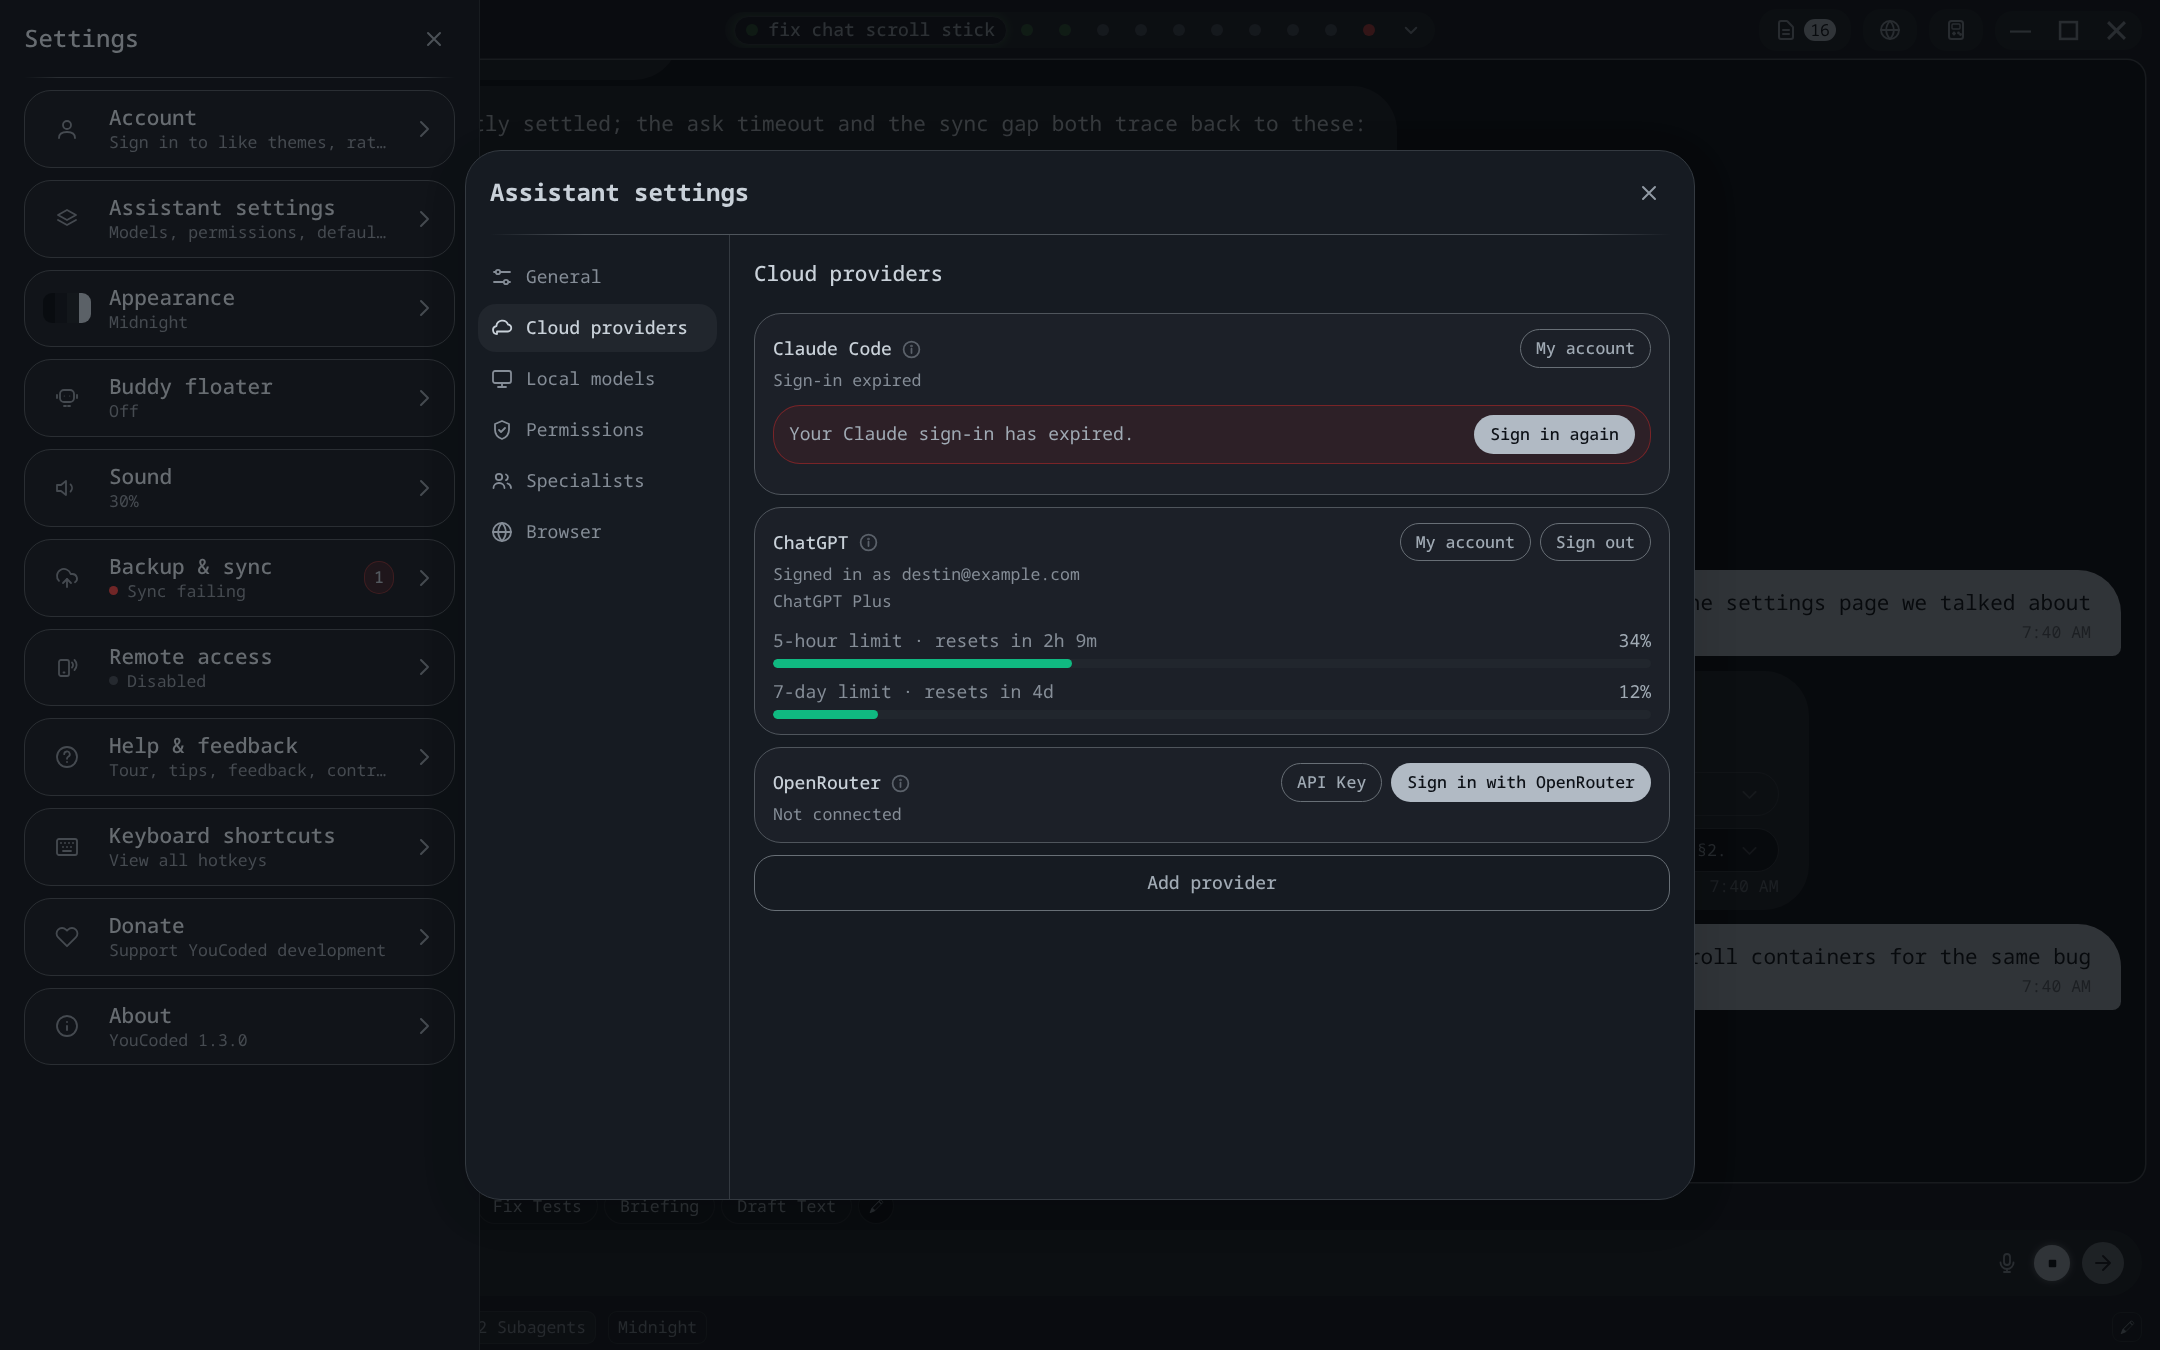 Settings
Account
Sign in to like themes, rat…
Assistant settings
Models, permissions, defaul…
Appearance
Midnight
Buddy floater
Off
Sound
30%
Backup & sync
Sync failing
1
Remote access
Disabled
Help & feedback
Tour, tips, feedback, contr…
Keyboard shortcuts
View all hotkeys
Donate
Support YouCoded development
About
YouCoded 1.3.0
fix chat scroll stick
16
tly settled; the ask timeout and the sync gap both trace back to these:
Assistant settings
General
Cloud providers
Local models
Permissions
Specialists
Browser
Cloud providers
Claude Code
My account
Sign-in expired
Your Claude sign-in has expired.
Sign in again
ChatGPT
My account
Sign out
Signed in as destin@example.com
ChatGPT Plus
5-hour limit · resets in 2h 9m
34%
7-day limit · resets in 4d
12%
OpenRouter
API Key
Sign in with OpenRouter
Not connected
Add provider
he settings page we talked about
7:40 AM
§2.
7:40 AM
roll containers for the same bug
7:40 AM
Fix Tests
Briefing
Draft Text
2 Subagents
Midnight